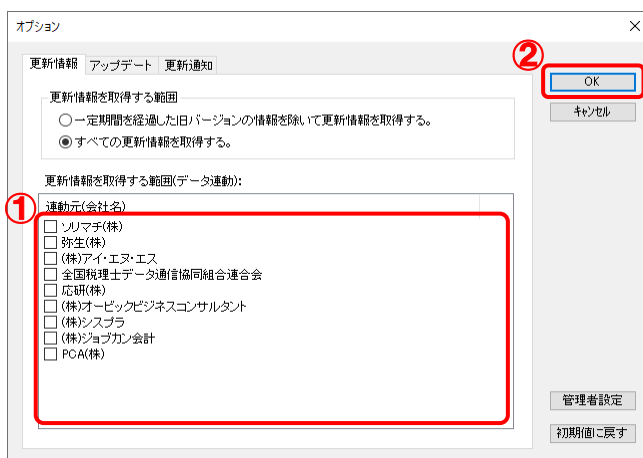 オプション
更新情報 アップデート 更新通知
②
OK
キャンセル
更新情報を取得する範囲
一定期間を経過した旧バージョンの情報を除いて更新情報を取得する。
すべての更新情報を取得する。
更新情報を取得する範囲(データ連動):
①
連動元(会社名)
ソリマチ(株)
弥生(株)
(株)アイ・エヌ・エス
全国税理士データ通信協同組合連合会
応研(株)
(株)オービックビジネスコンサルタント
(株)シスプラ
(株)ジョブカン会計
PCA(株)
管理者設定
初期値に戻す